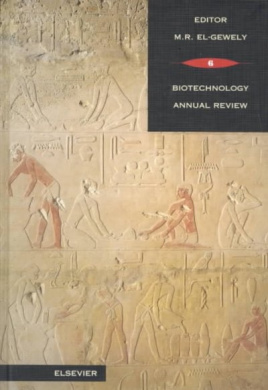 EDITOR
M.R. EL-GEWELY
6
BIOTECHNOLOGY
ANNUAL REVIEW
ELSEVIER